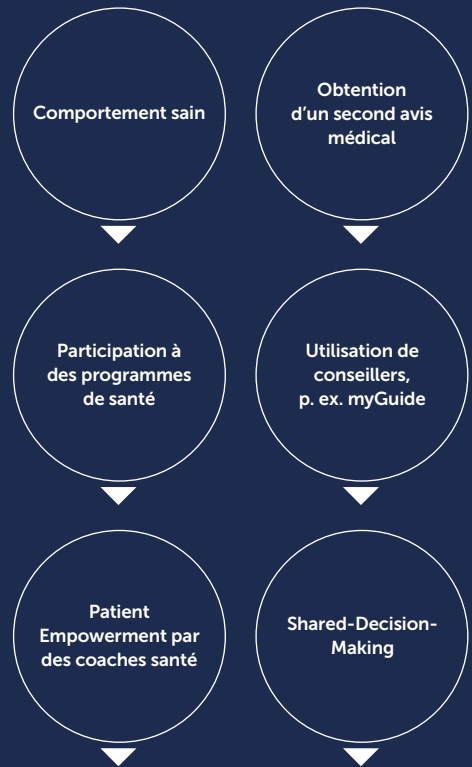 Comportement sain
Obtention
d'un second avis
médical
Participation à
des programmes
de santé
Utilisation de
conseillers,
p. ex. myGuide
Patient
Empowerment par
des coaches santé
Shared-Decision-
Making